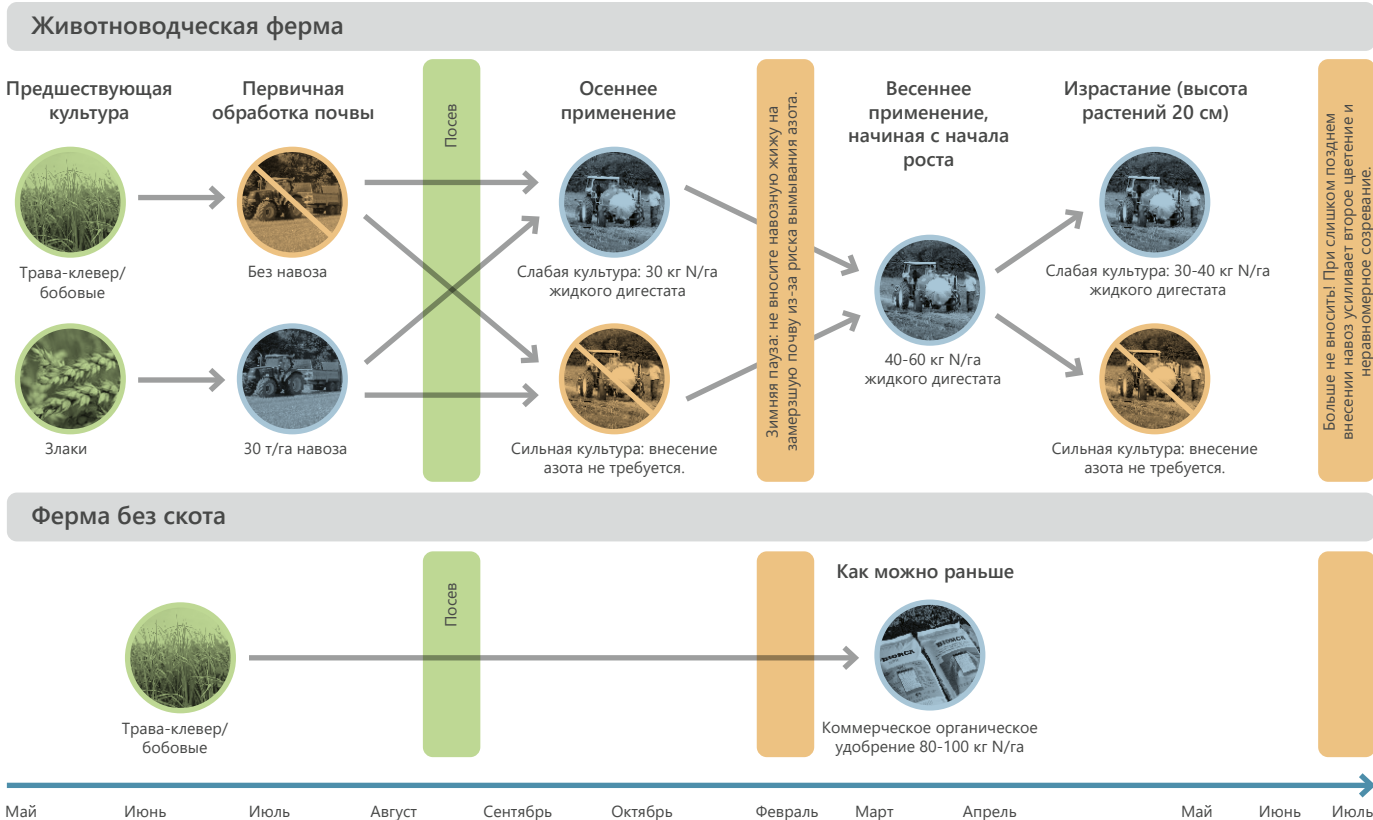 Животноводческая ферма
Предшествующая
культура
Первичная
обработка почвы
Посев
Осеннее
применение
Зимняя пауза: не вносите навозную жижу на
замерзшую почву из-за риска вымывания азота.
Весеннее
применение,
начиная с начала
роста
Израстание (высота
растений 20 см)
Больше не вносить! При слишком позднем
внесении навоз усиливает второе цветение и
неравномерное созревание.
Трава-клевер/
бобовые
Без навоза
Слабая культура: 30 кг N/га
жидкого дигестата
Слабая культура: 30-40 кг N/га
жидкого дигестата
40-60 кг N/га
жидкого дигестата
Злаки
30 т/га навоза
Сильная культура: внесение
азота не требуется.
Сильная культура: внесение
азота не требуется.
Ферма без скота
Посев
Как можно раньше
BIORGA
BIORGA
Трава-клевер/
бобовые
Коммерческое органическое
удобрение 80-100 кг N/га
Май
Июнь
Июль
Август
Сентябрь
Октябрь
Февраль
Март
Апрель
Май
Июнь
Июль